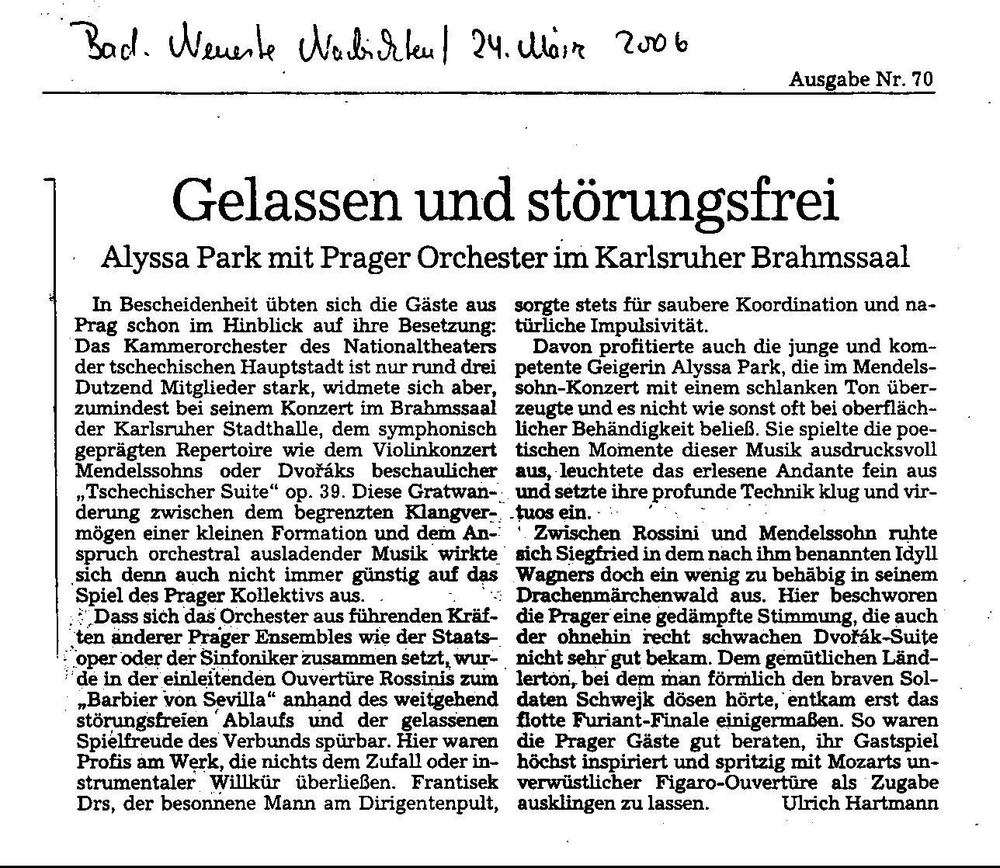 Bad. Neueste Nachrichten / 24. März 2006
Ausgabe Nr. 70
Gelassen und störungsfrei
Alyssa Park mit Prager Orchester im Karlsruher Brahmssaal
In Bescheidenheit übten sich die Gäste aus
Prag schon im Hinblick auf ihre Besetzung:
Das Kammerorchester des Nationaltheaters
der tschechischen Hauptstadt ist nur rund drei
Dutzend Mitglieder stark, widmete sich aber,
zumindest bei seinem Konzert im Brahmssaal
der Karlsruher Stadthalle, dem symphonisch
geprägten Repertoire wie dem Violinkonzert
Mendelssohns oder Dvořáks beschaulicher
„Tschechischer Suite“ op. 39. Diese Gratwan-
derung zwischen dem begrenzten Klangver-
mögen einer kleinen Formation und dem An-
spruch orchestral ausladender Musik wirkte
sich denn auch nicht immer günstig auf das
Spiel des Prager Kollektivs aus.
Dass sich das Orchester aus führenden Kräf-
ten anderer Prager Ensembles wie der Staats-
oper oder der Sinfoniker zusammen setzt, wur-
de in der einleitenden Ouvertüre Rossinis zum
„Barbier von Sevilla“ anhand des weitgehend
störungsfreien Ablaufs und der gelassenen
Spielfreude des Verbunds spürbar. Hier waren
Profis am Werk, die nichts dem Zufall oder in-
strumentaler Willkür überließen. Frantisek
Drs, der besonnene Mann am Dirigentenpult,
sorgte stets für saubere Koordination und na-
türliche Impulsivität.
Davon profitierte auch die junge und kom-
petente Geigerin Alyssa Park, die im Mendels-
sohn-Konzert mit einem schlanken Ton über-
zeugte und es nicht wie sonst oft bei oberfläch-
licher Behändigkeit beließ. Sie spielte die poe-
tischen Momente dieser Musik ausdrucksvoll
aus, leuchtete das erlesene Andante fein aus
und setzte ihre profunde Technik klug und vir-
tuos ein.
Zwischen Rossini und Mendelssohn ruhte
sich Siegfried in dem nach ihm benannten Idyll
Wagners doch ein wenig zu behäbig in seinem
Drachenmärchenwald aus. Hier beschworen
die Prager eine gedämpfte Stimmung, die auch
der ohnehin recht schwachen Dvořák-Suite
nicht sehr gut bekam. Dem gemütlichen Länd-
lerton, bei dem man förmlich den braven Sol-
daten Schwejk dösen hörte, entkam erst das
flotte Furiant-Finale einigermaßen. So waren
die Prager Gäste gut beraten, ihr Gastspiel
höchst inspiriert und spritzig mit Mozarts un-
verwüstlicher Figaro-Ouvertüre als Zugabe
ausklingen zu lassen. Ulrich Hartmann